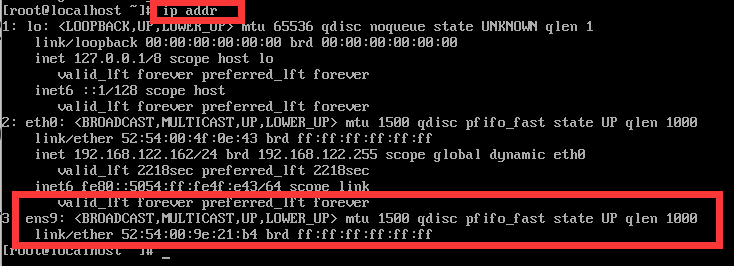 [root@localhost ~]# ip addr
1: lo: <LOOPBACK,UP,LOWER_UP> mtu 65536 qdisc noqueue state UNKNOWN qlen 1
link/loopback 00:00:00:00:00:00 brd 00:00:00:00:00:00
inet 127.0.0.1/8 scope host lo
valid_lft forever preferred_lft forever
inet6 ::1/128 scope host
valid_lft forever preferred_lft forever
2: eth0: <BROADCAST,MULTICAST,UP,LOWER_UP> mtu 1500 qdisc pfifo_fast state UP qlen 1000
link/ether 52:54:00:4f:0e:43 brd ff:ff:ff:ff:ff:ff
inet 192.168.122.162/24 brd 192.168.122.255 scope global dynamic eth0
valid_lft 2218sec preferred_lft 2218sec
inet6 fe80::5054:ff:fe4f:e43/64 scope link
valid_lft forever preferred_lft forever
3: ens9: <BROADCAST,MULTICAST,UP,LOWER_UP> mtu 1500 qdisc pfifo_fast state UP qlen 1000
link/ether 52:54:00:9e:21:b4 brd ff:ff:ff:ff:ff:ff
[root@localhost ~]# _